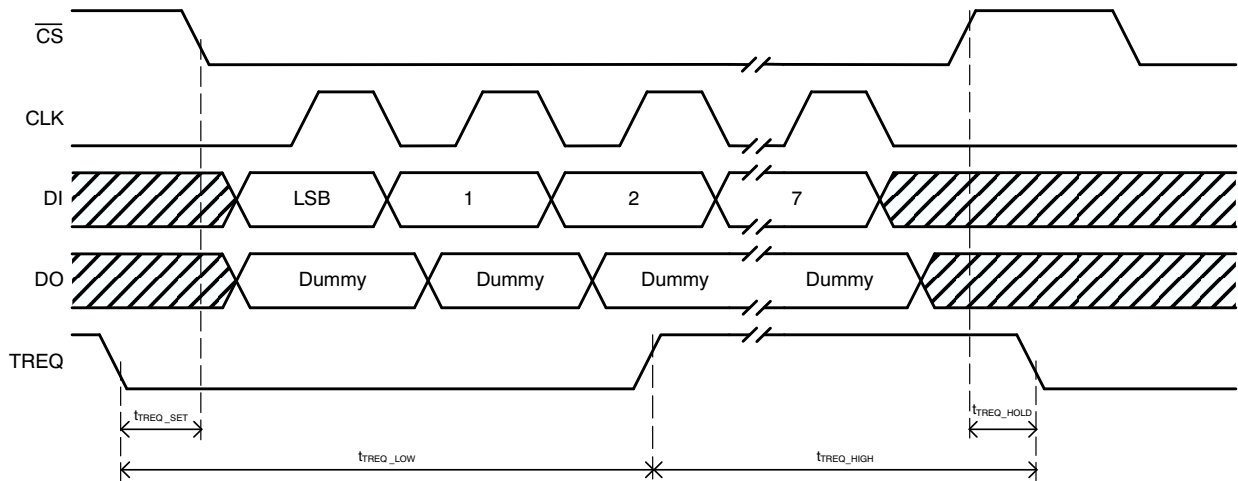 CS
CLK
DI LSB 1 2 7
DO Dummy Dummy Dummy Dummy
TREQ
tTREQ_SET tTREQ_HOLD
tTREQ_LOW tTREQ_HIGH